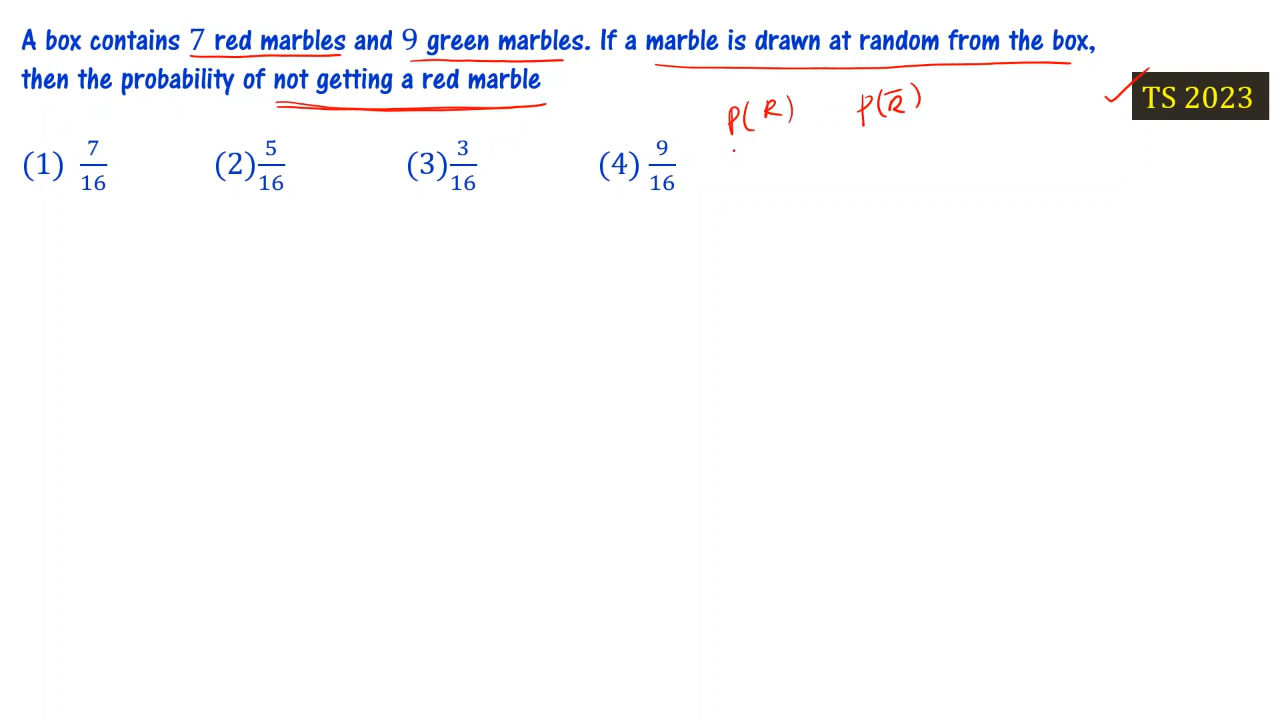 A box contains 7 red marbles and 9 green marbles. If a marble is drawn at random from the box,
then the probability of not getting a red marble
P(R) P(R̅)
TS 2023
(1) 7/16 (2) 5/16 (3) 3/16 (4) 9/16